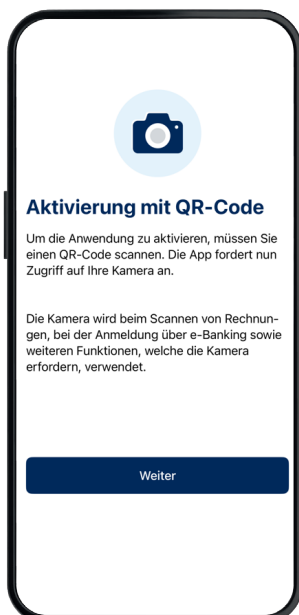 Aktivierung mit QR-Code
Um die Anwendung zu aktivieren, müssen Sie
einen QR-Code scannen. Die App fordert nun
Zugriff auf Ihre Kamera an.
Die Kamera wird beim Scannen von Rechnun-
gen, bei der Anmeldung über e-Banking sowie
weiteren Funktionen, welche die Kamera
erfordern, verwendet.
Weiter